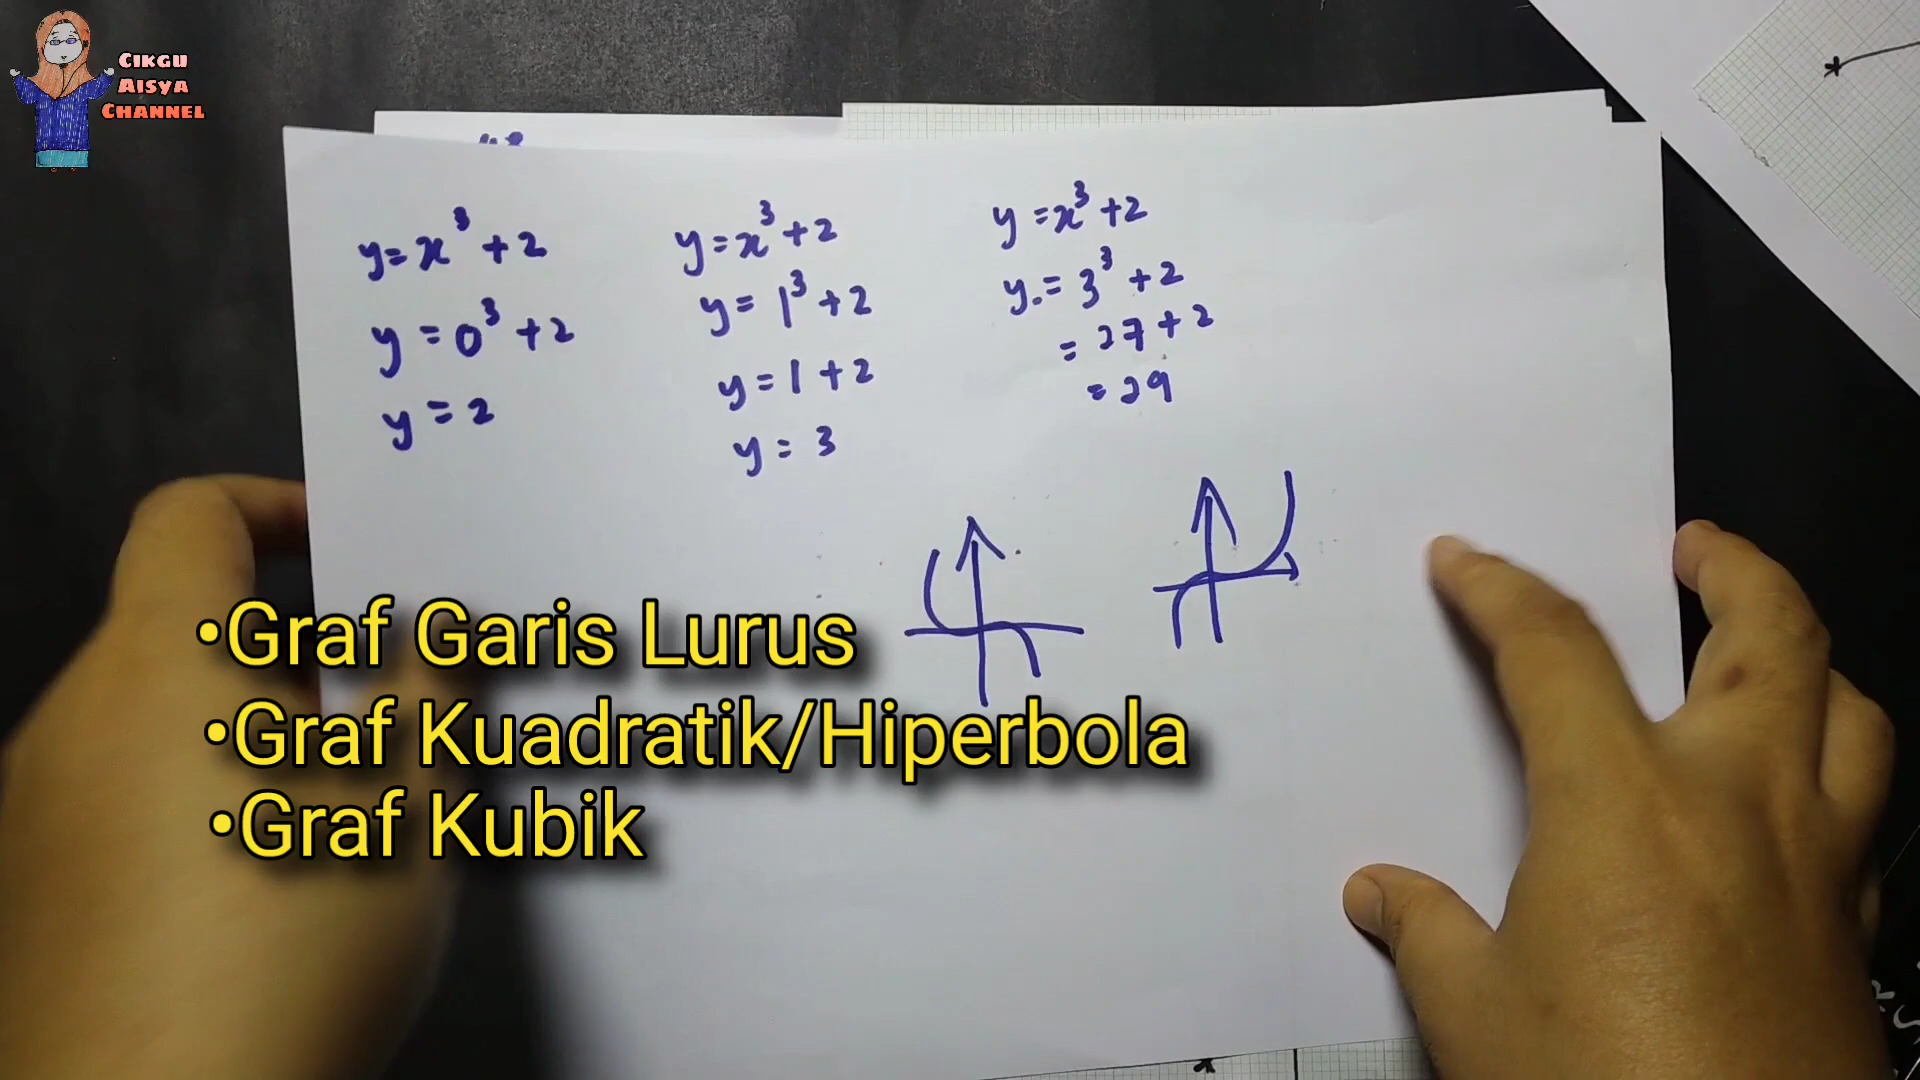 Cikgu
Aisya
Channel
y = x³ + 2
y = 0³ + 2
y = 2
y = x³ + 2
y = 1³ + 2
y = 1 + 2
y = 3
y = x³ + 2
y. = 3³ + 2
= 27 + 2
= 29
•Graf Garis Lurus
•Graf Kuadratik/Hiperbola
•Graf Kubik